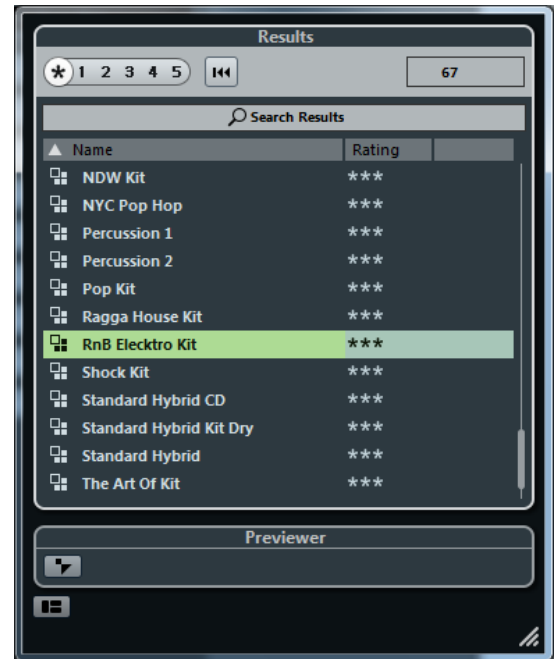 Results
* 1 2 3 4 5 67
Search Results
Name Rating
NDW Kit ***
NYC Pop Hop ***
Percussion 1 ***
Percussion 2 ***
Pop Kit ***
Ragga House Kit ***
RnB Elecktro Kit ***
Shock Kit ***
Standard Hybrid CD ***
Standard Hybrid Kit Dry ***
Standard Hybrid ***
The Art Of Kit ***
Previewer